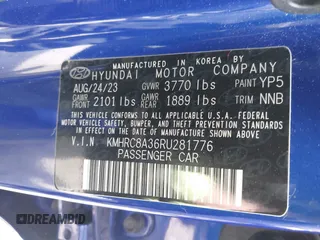 MANUFACTURED IN KOREA BY
HYUNDAI MOTOR COMPANY
AUG/24/23 GVWR 3770 lbs PAINT YP5
GAWR FRONT 2101 lbs GAWR REAR 1889 lbs TRIM NNB
THIS VEHICLE CONFORMS TO ALL APPLICABLE
FEDERAL MOTOR VEHICLE SAFETY, BUMPER,
AND THEFT PREVENTION STANDARDS IN
EFFECT ON THE DATE OF MANUFACTURE
SHOWN ABOVE.
V.I.N KMHRC8A36RU281776
PASSENGER CAR
DREAMBID